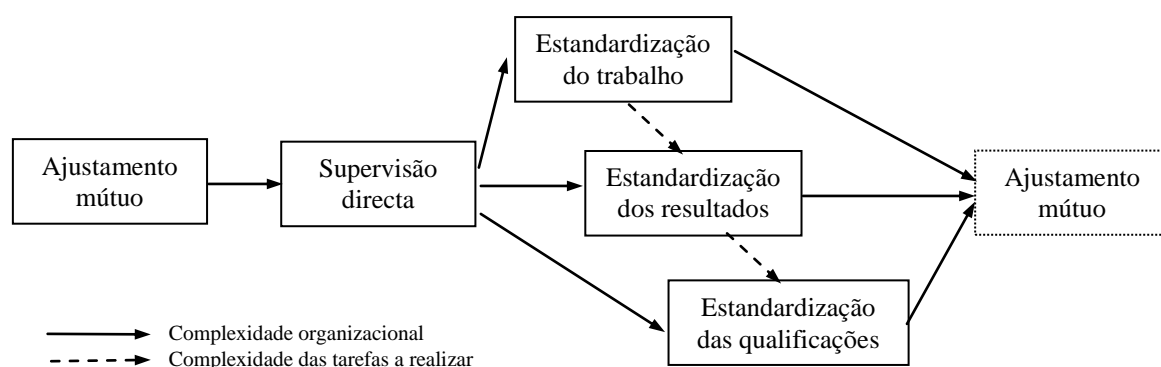 Estandardização
do trabalho
Ajustamento
mútuo
Supervisão
directa
Estandardização
dos resultados
Ajustamento
mútuo
Estandardização
das qualificações
Complexidade organizacional
Complexidade das tarefas a realizar